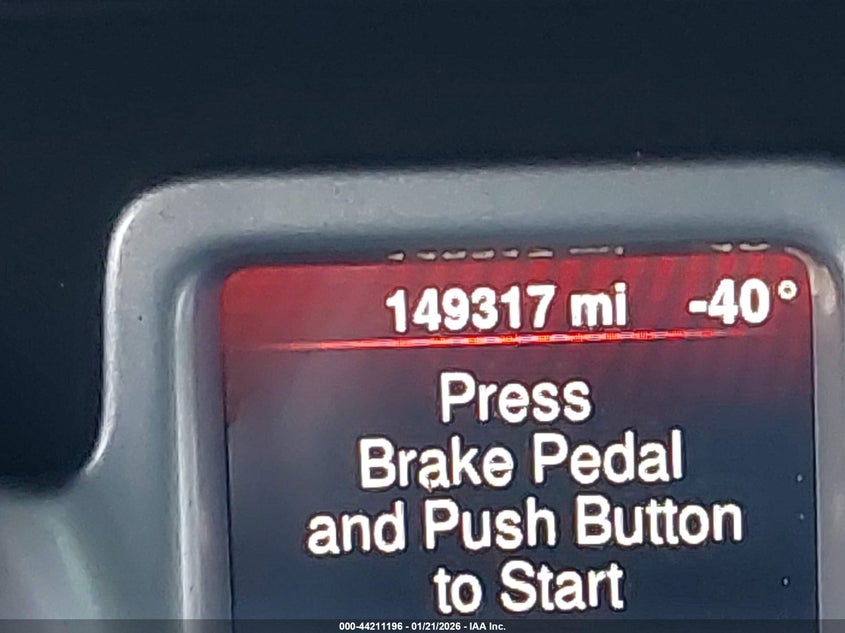 149317 mi -40°
Press
Brake Pedal
and Push Button
to Start
000-44211196 - 01/21/2026 - IAA Inc.